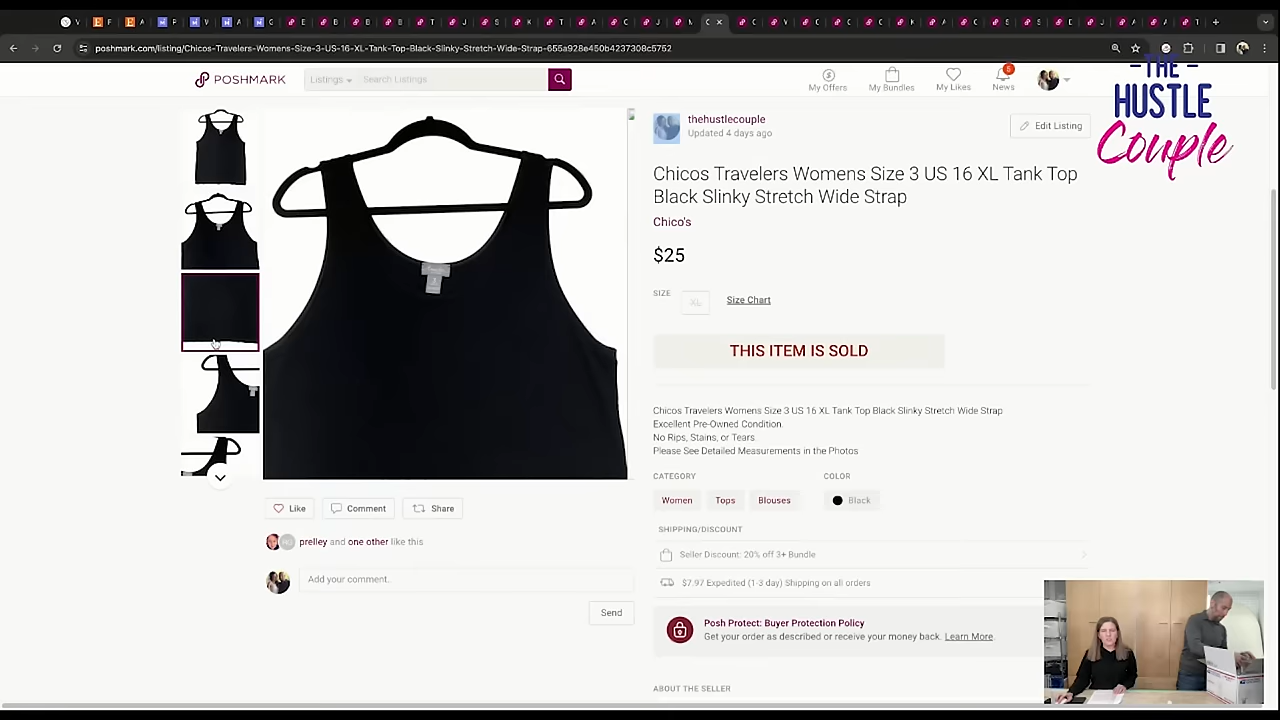 poshmark.com/listing/Chicos-Travelers-Womens-Size-3-US-16-XL-Tank-Top-Black-Slinky-Stretch-Wide-Strap-655a928e450b4237308c5752
POSHMARK
Listings
Search Listings
My Offers
My Bundles
My Likes
5
News
-THE-
HUSTLE
Couple
thehustlecouple
Updated 4 days ago
Edit Listing
Chicos Travelers Womens Size 3 US 16 XL Tank Top
Black Slinky Stretch Wide Strap
Chico's
$25
SIZE
XL
Size Chart
THIS ITEM IS SOLD
Chicos Travelers Womens Size 3 US 16 XL Tank Top Black Slinky Stretch Wide Strap
Excellent Pre-Owned Condition.
No Rips, Stains, or Tears
Please See Detailed Measurements in the Photos
CATEGORY
COLOR
Women
Tops
Blouses
Black
SHIPPING/DISCOUNT
Seller Discount: 20% off 3+ Bundle
$7.97 Expedited (1-3 day) Shipping on all orders
Posh Protect: Buyer Protection Policy
Get your order as described or receive your money back. Learn More.
ABOUT THE SELLER
Like
Comment
Share
prelley and one other like this
Add your comment.
Send